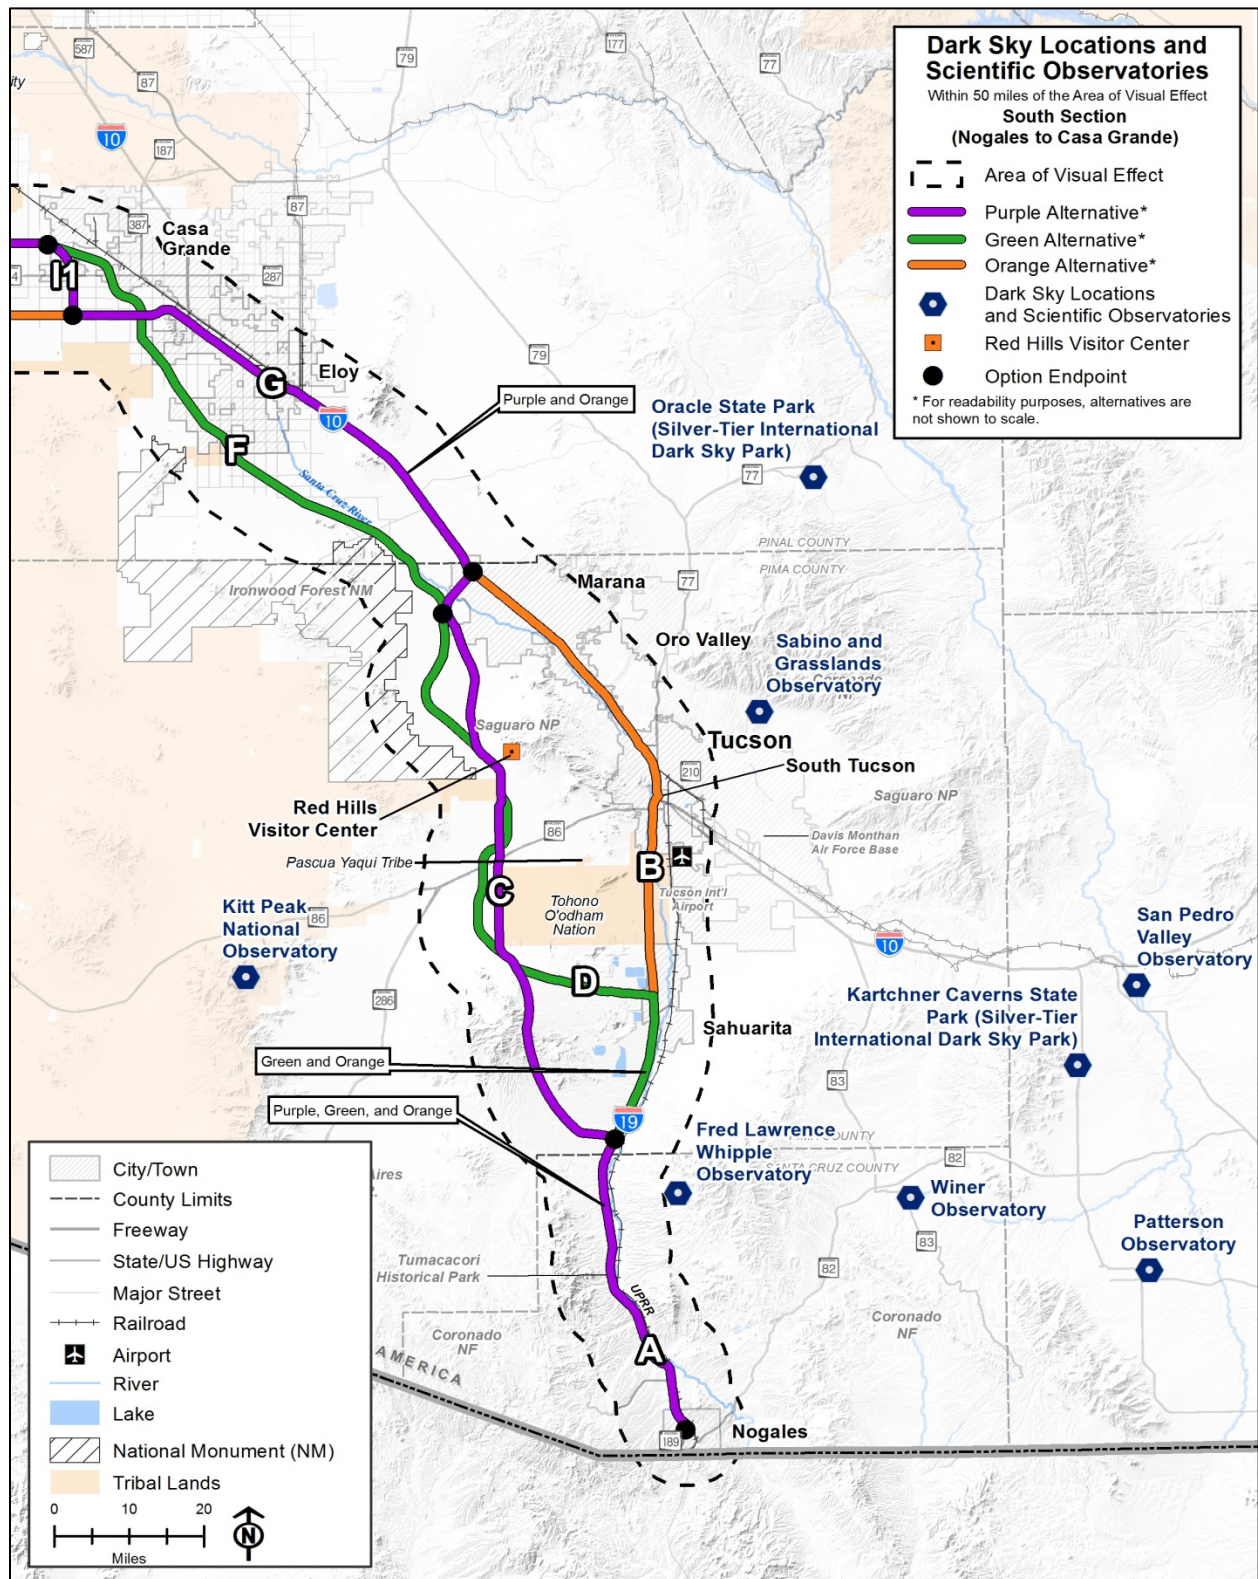 Dark Sky Locations and
Scientific Observatories
Within 50 miles of the Area of Visual Effect
South Section
(Nogales to Casa Grande)
Area of Visual Effect
Purple Alternative*
Green Alternative*
Orange Alternative*
Dark Sky Locations
and Scientific Observatories
Red Hills Visitor Center
Option Endpoint
* For readability purposes, alternatives are
not shown to scale.
587
79
177
77
ity
87
10
187
87
387
Casa
Grande
I1
4
287
Eloy
G
10
79
Purple and Orange
Oracle State Park
(Silver-Tier International
Dark Sky Park)
77
F
Santa Cruz River
PINAL COUNTY
PIMA COUNTY
Ironwood Forest NM
Marana
77
Oro Valley
Sabino and
Grasslands
Observatory
Coronado
NF
Saguaro NP
Tucson
South Tucson
210
Red Hills
Visitor Center
Saguaro NP
86
Davis Monthan
Air Force Base
Pascua Yaqui Tribe
B
C
Tucson Int'l
Airport
Tohono
O'odham
Nation
Kitt Peak
National
Observatory
86
10
San Pedro
Valley
Observatory
D
286
Kartchner Caverns State
Park (Silver-Tier
International Dark Sky Park)
Sahuarita
Green and Orange
83
Purple, Green, and Orange
19
Fred Lawrence
Whipple
Observatory
PIMA COUNTY
SANTA CRUZ COUNTY
82
Aires
Winer
Observatory
Patterson
Observatory
83
82
Tumacacori
Historical Park
UPRR
Coronado
NF
Coronado
NF
A
AMERICA
Nogales
189
City/Town
County Limits
Freeway
State/US Highway
Major Street
Railroad
Airport
River
Lake
National Monument (NM)
Tribal Lands
0 10 20
Miles
N